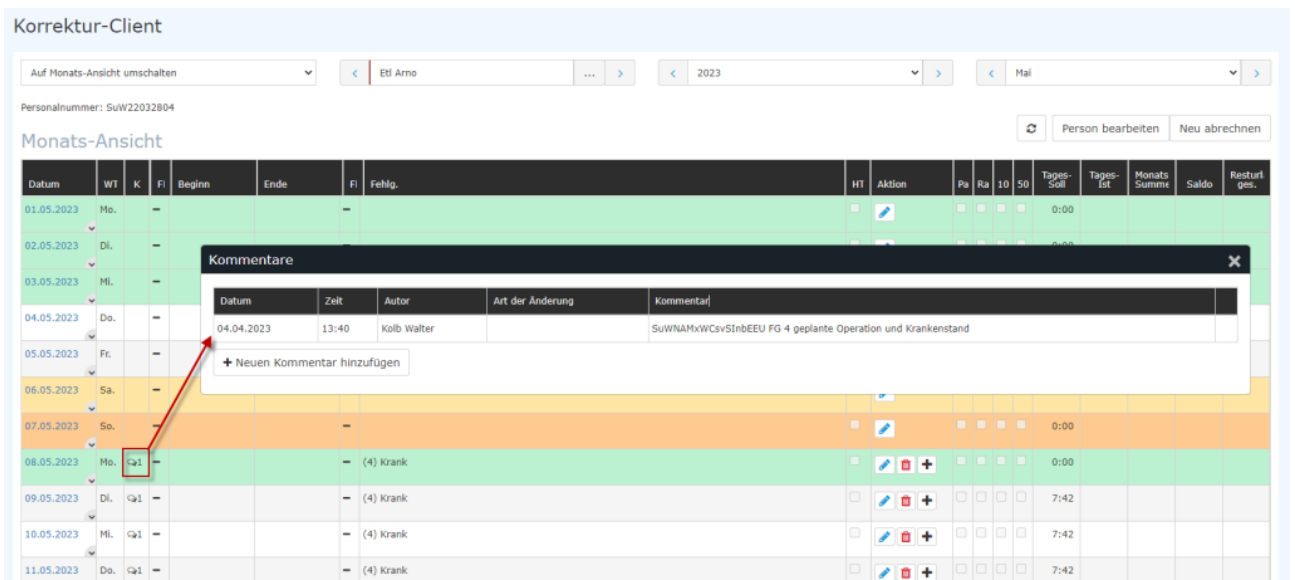 Korrektur-Client
Auf Monats-Ansicht umschalten Etl Arno ... 2023 Mai
Personalnummer: SuW22032804
Person bearbeiten Neu abrechnen
Monats-Ansicht
Datum WT K Fl Beginn Ende Fl Fehlg. HT Aktion Pa Ra 10 50 Tages-Soll Tages-Ist Monats Summe Saldo Resturl. ges.
01.05.2023 Mo. 0:00
02.05.2023 Di.
Kommentare
03.05.2023 Mi.
Datum Zeit Autor Art der Änderung Kommentar
04.05.2023 Do.
04.04.2023 13:40 Kolb Walter SuWNAMxWCsvSInbEEU FG 4 geplante Operation und Krankenstand
05.05.2023 Fr.
+ Neuen Kommentar hinzufügen
06.05.2023 Sa.
07.05.2023 So. 0:00
08.05.2023 Mo. 1 (4) Krank 0:00
09.05.2023 Di. 1 (4) Krank 7:42
10.05.2023 Mi. 1 (4) Krank 7:42
11.05.2023 Do. 1 (4) Krank 7:42